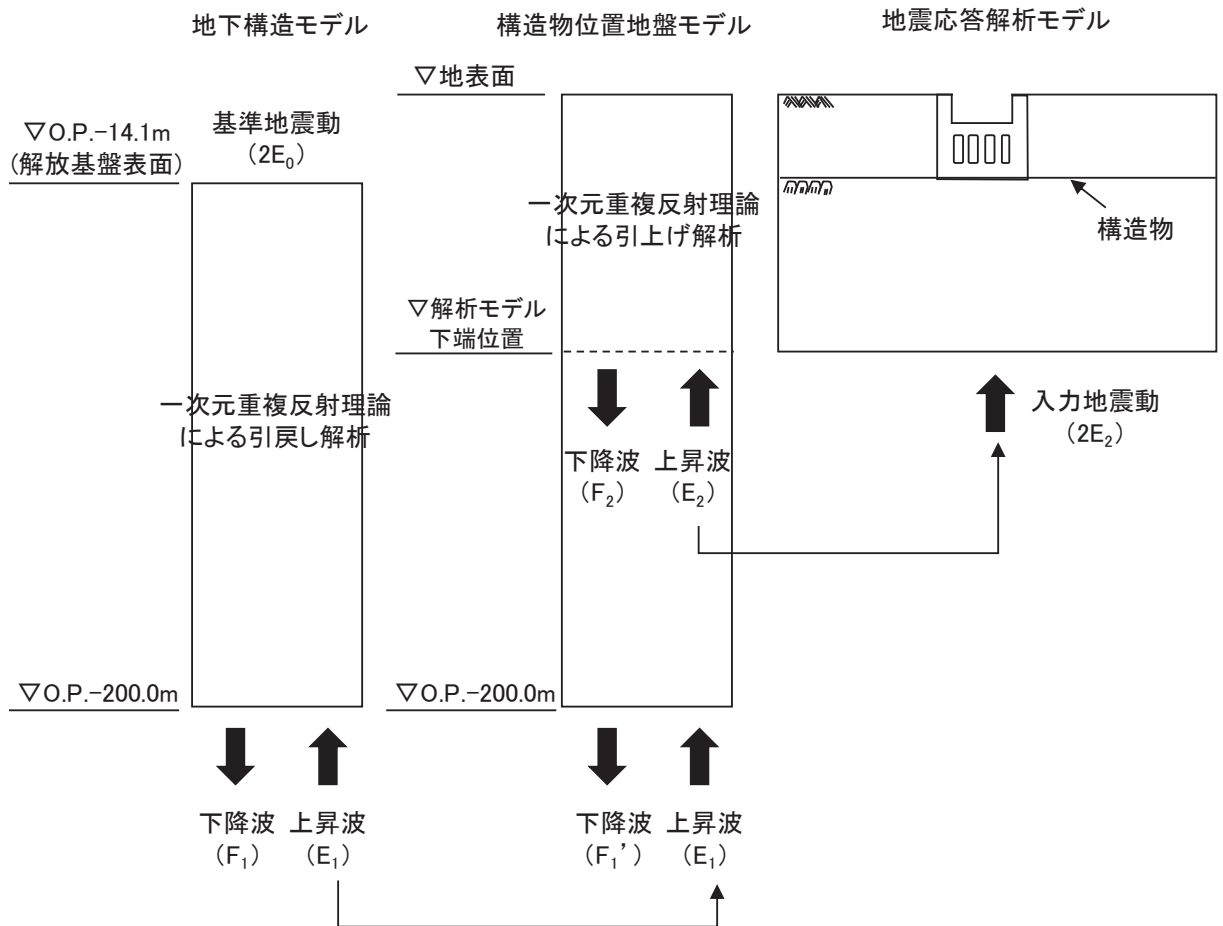 地下構造モデル
構造物位置地盤モデル
地震応答解析モデル
▽地表面
▽O.P.-14.1m
(解放基盤表面)
基準地震動
(2E₀)
一次元重複反射理論
による引上げ解析
構造物
▽解析モデル
下端位置
一次元重複反射理論
による引戻し解析
下降波 上昇波
(F₂) (E₂)
入力地震動
(2E₂)
▽O.P.-200.0m
▽O.P.-200.0m
下降波 上昇波
(F₁) (E₁)
下降波 上昇波
(F₁’) (E₁)